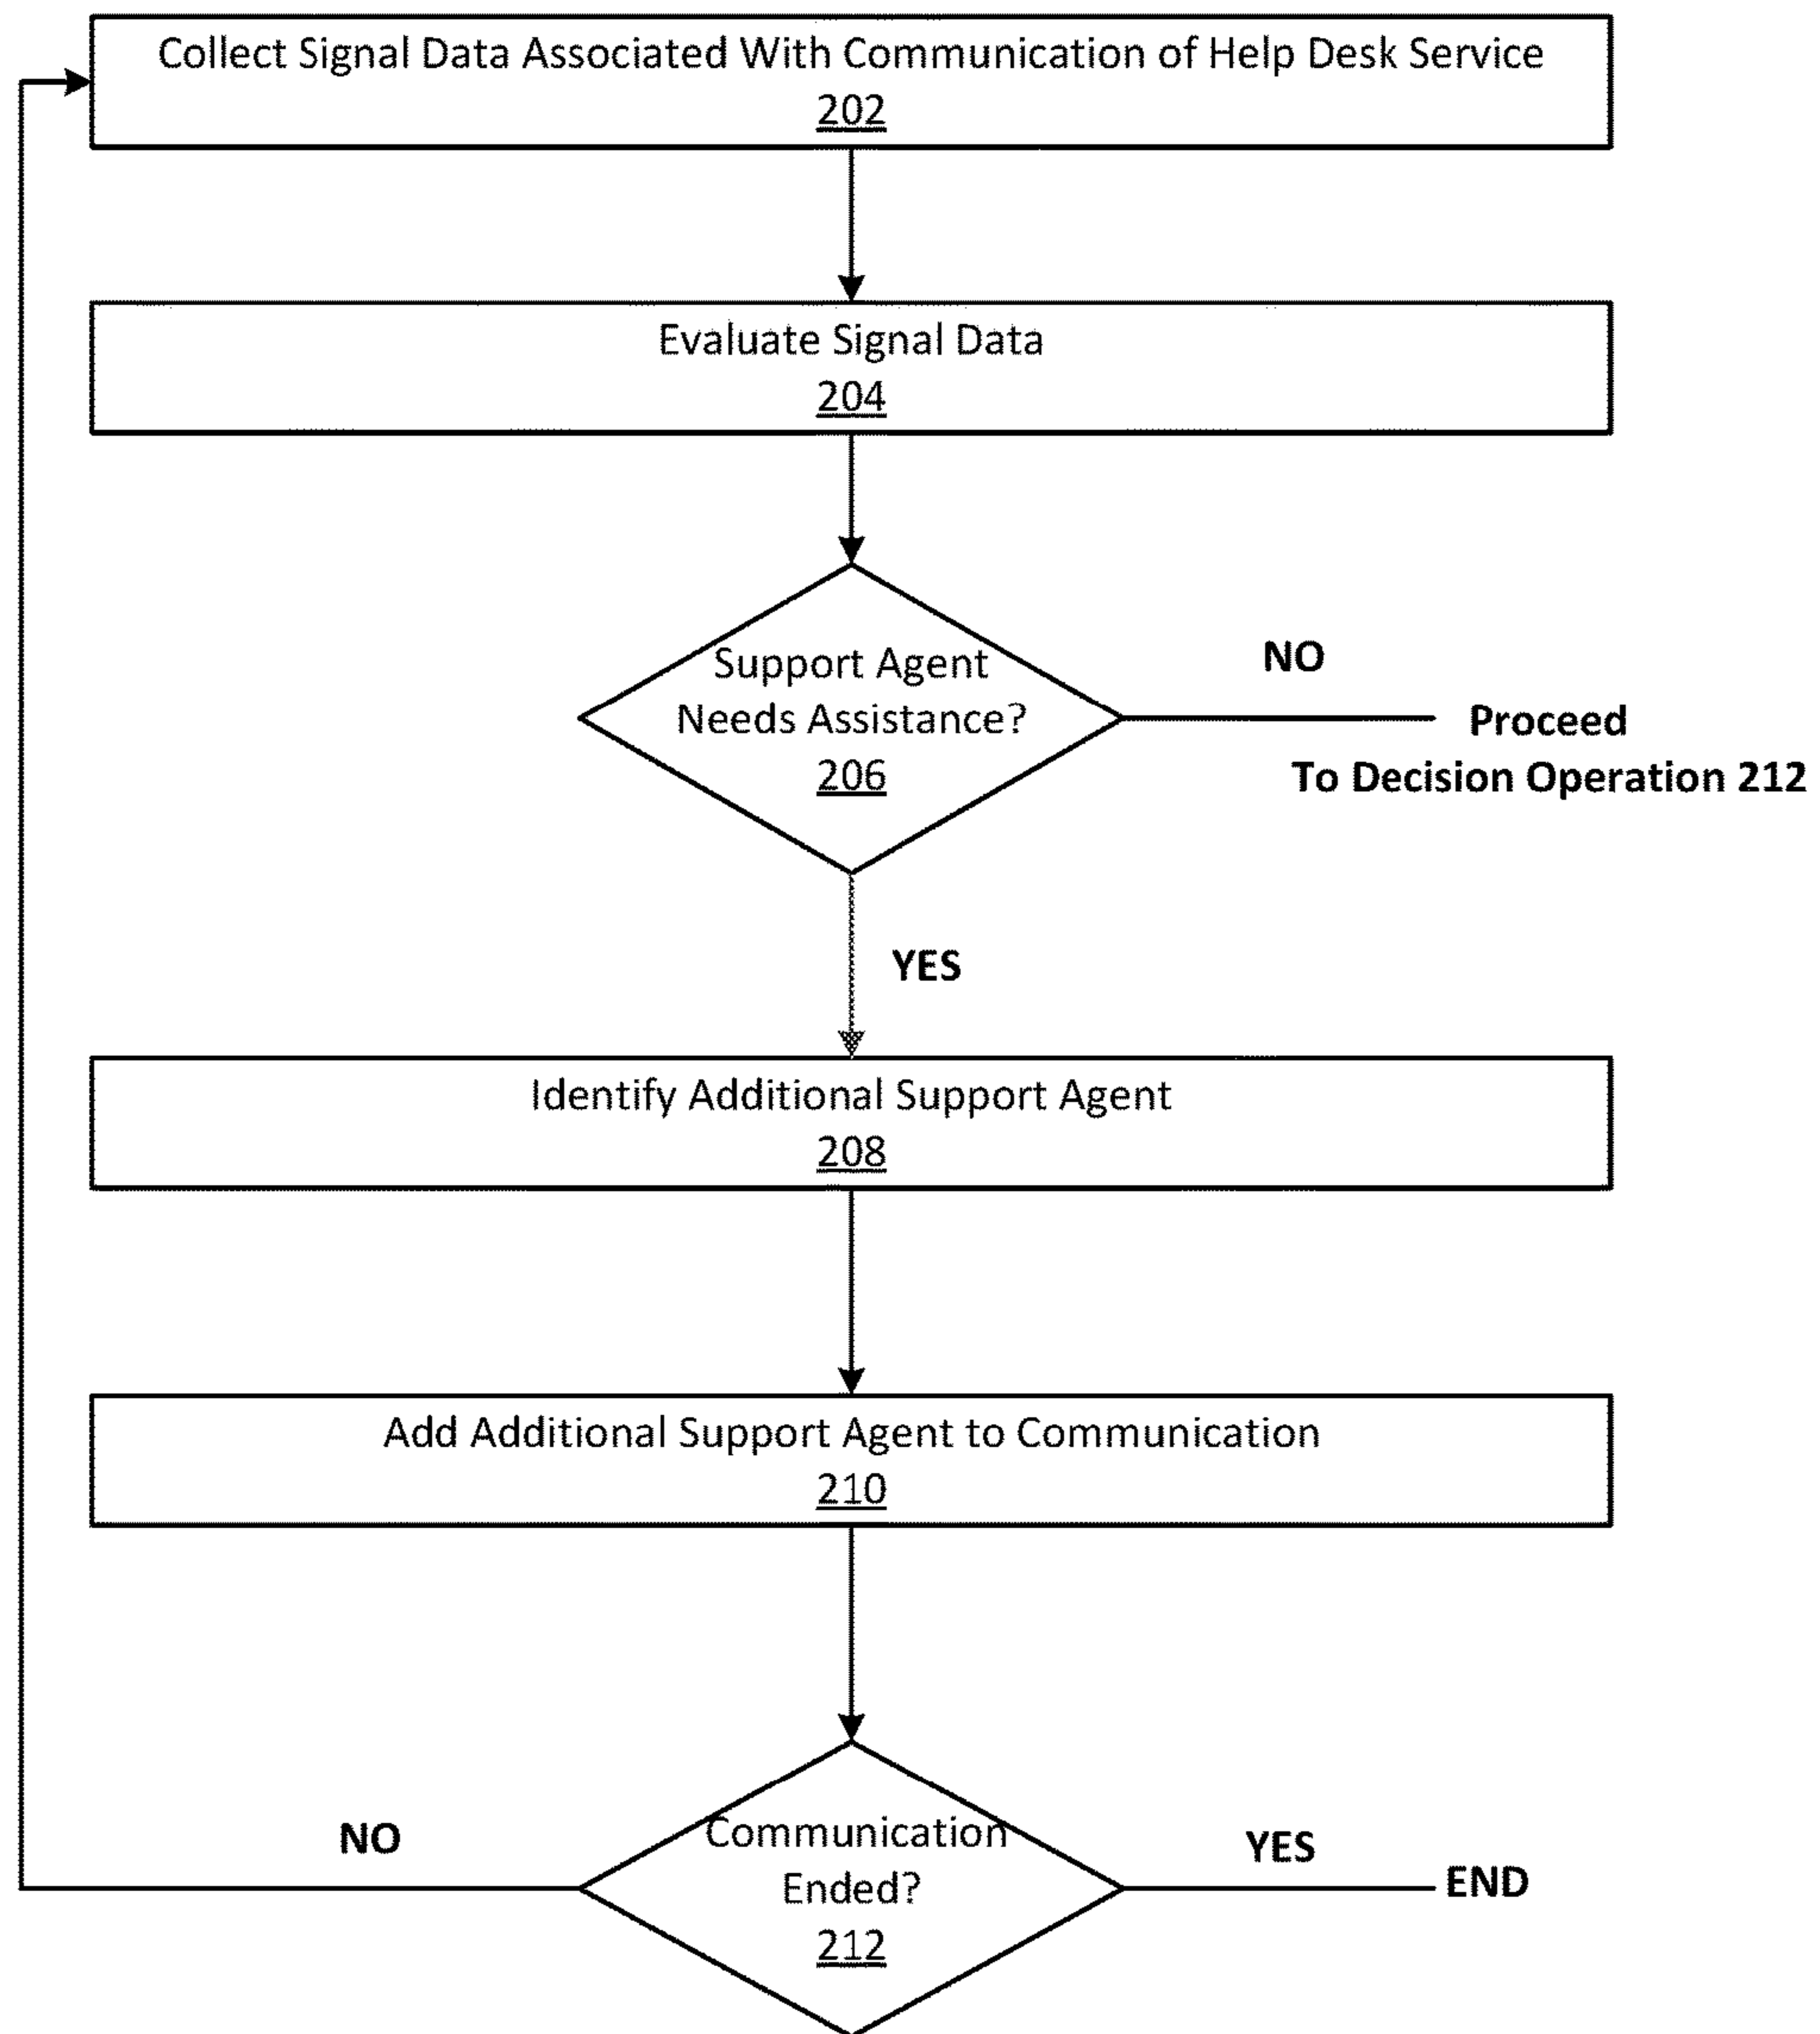 Collect Signal Data Associated With Communication of Help Desk Service
202
Evaluate Signal Data
204
Support Agent
Needs Assistance?
206
NO
Proceed
To Decision Operation 212
YES
Identify Additional Support Agent
208
Add Additional Support Agent to Communication
210
NO
Communication
Ended?
212
YES
END